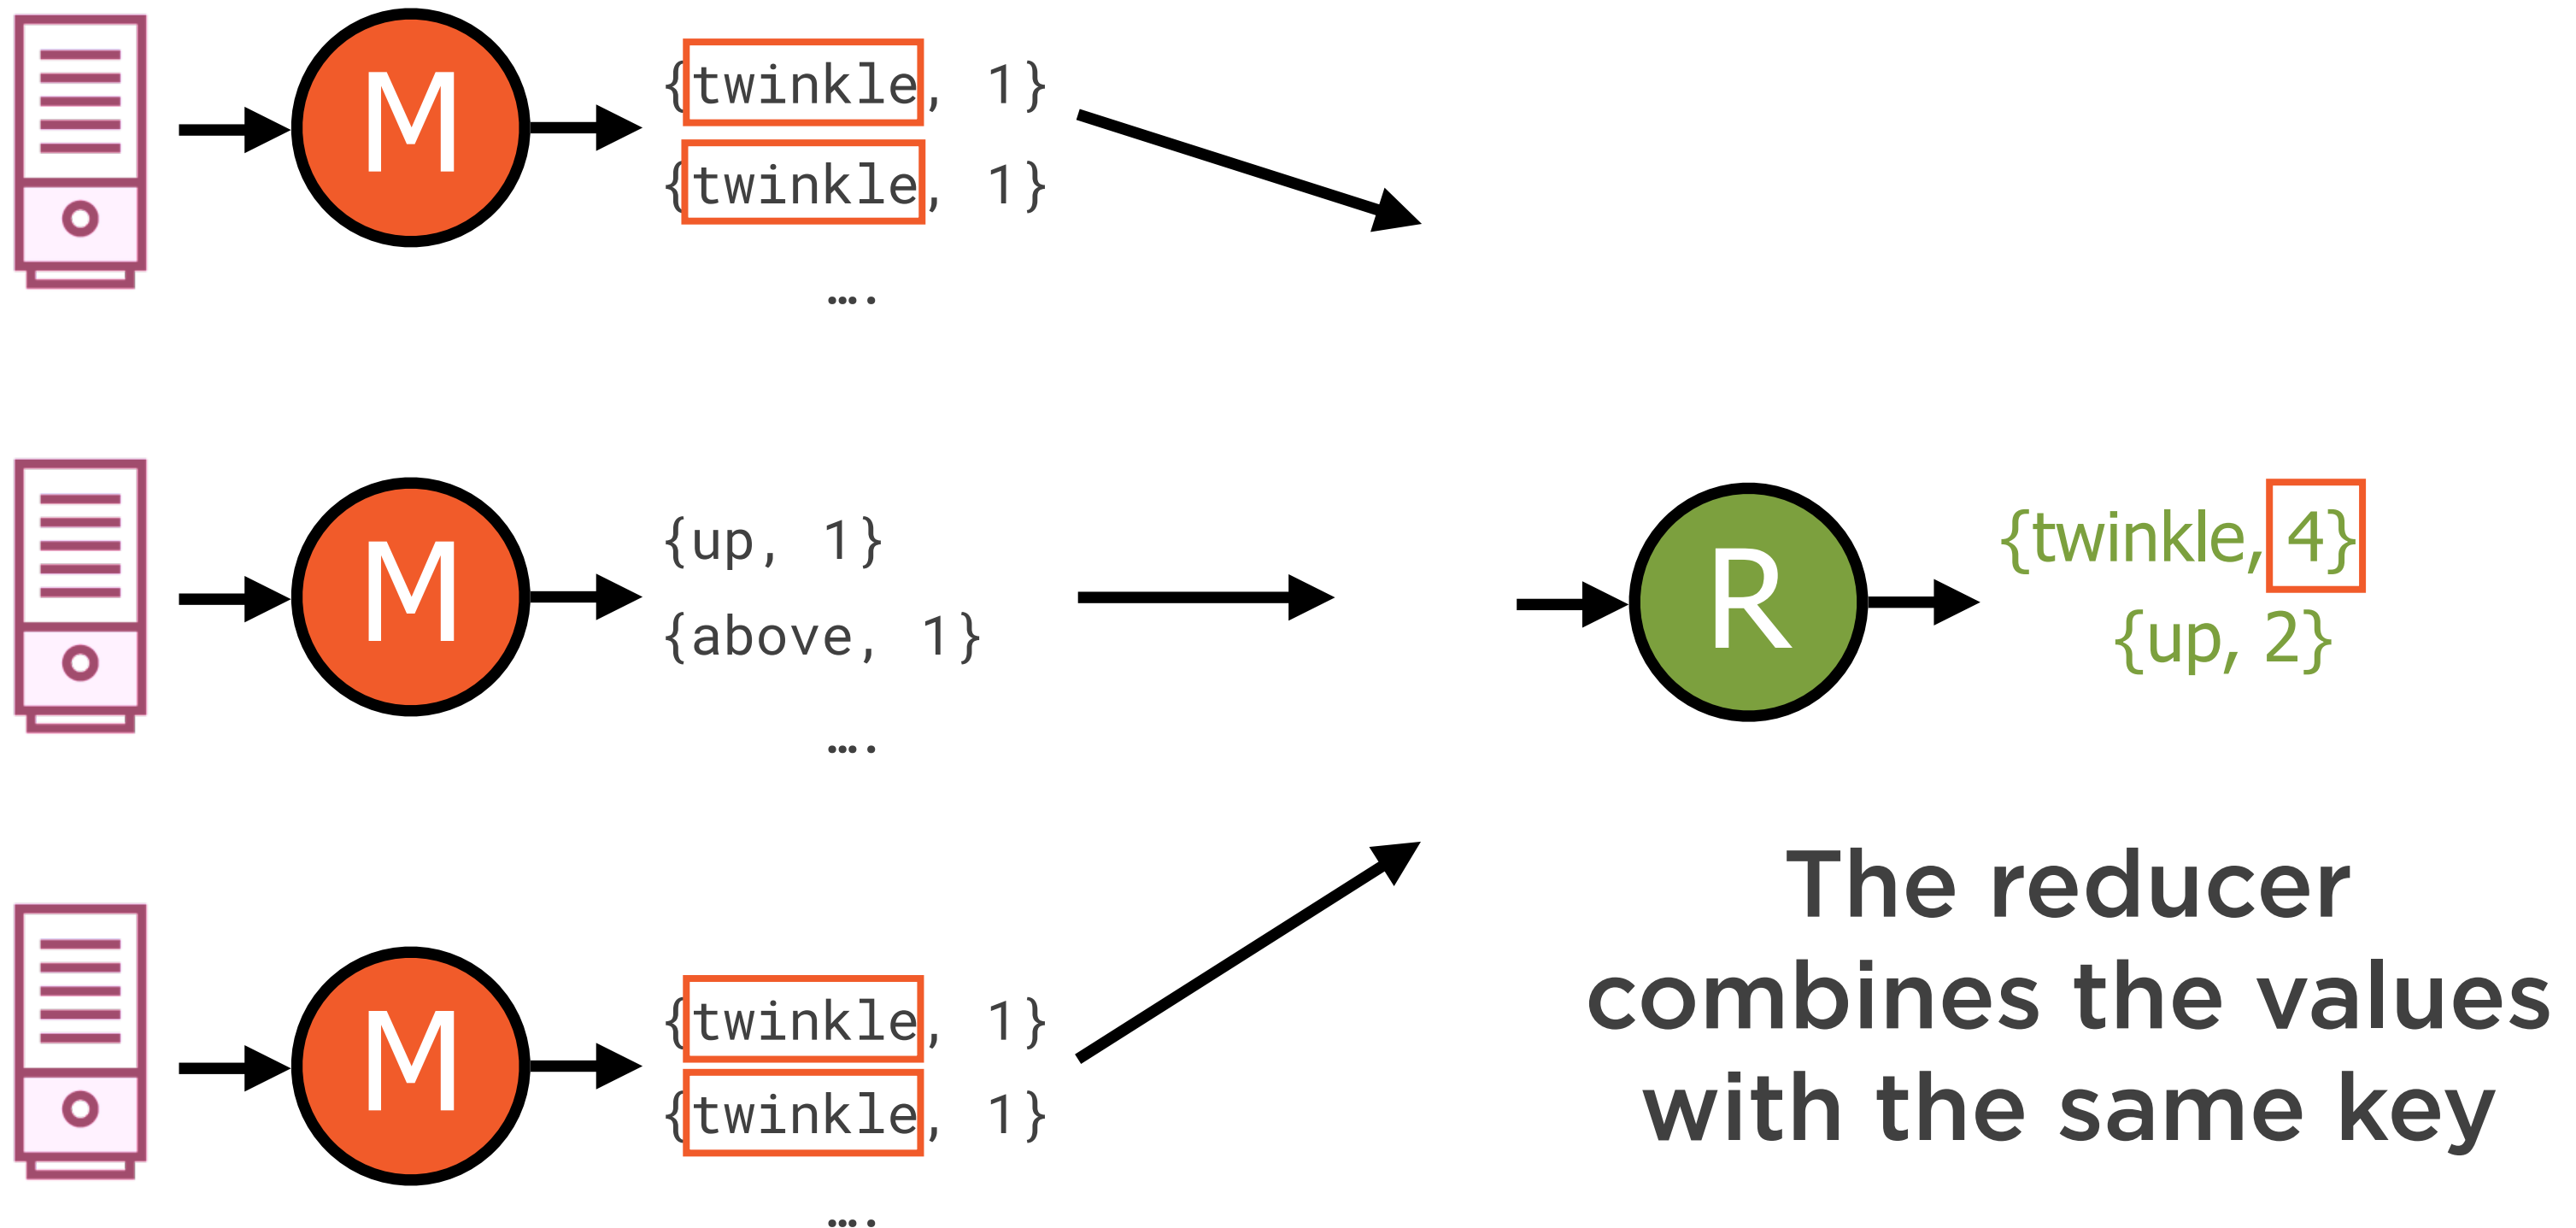 M
{twinkle, 1}
{twinkle, 1}
....
M
{up, 1}
{above, 1}
....
R
{twinkle, 4}
{up, 2}
M
{twinkle, 1}
{twinkle, 1}
....
The reducer
combines the values
with the same key